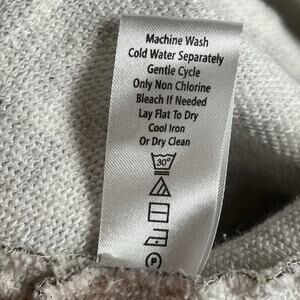 Machine Wash
Cold Water Separately
Gentle Cycle
Only Non Chlorine
Bleach If Needed
Lay Flat To Dry
Cool Iron
Or Dry Clean
30°
P